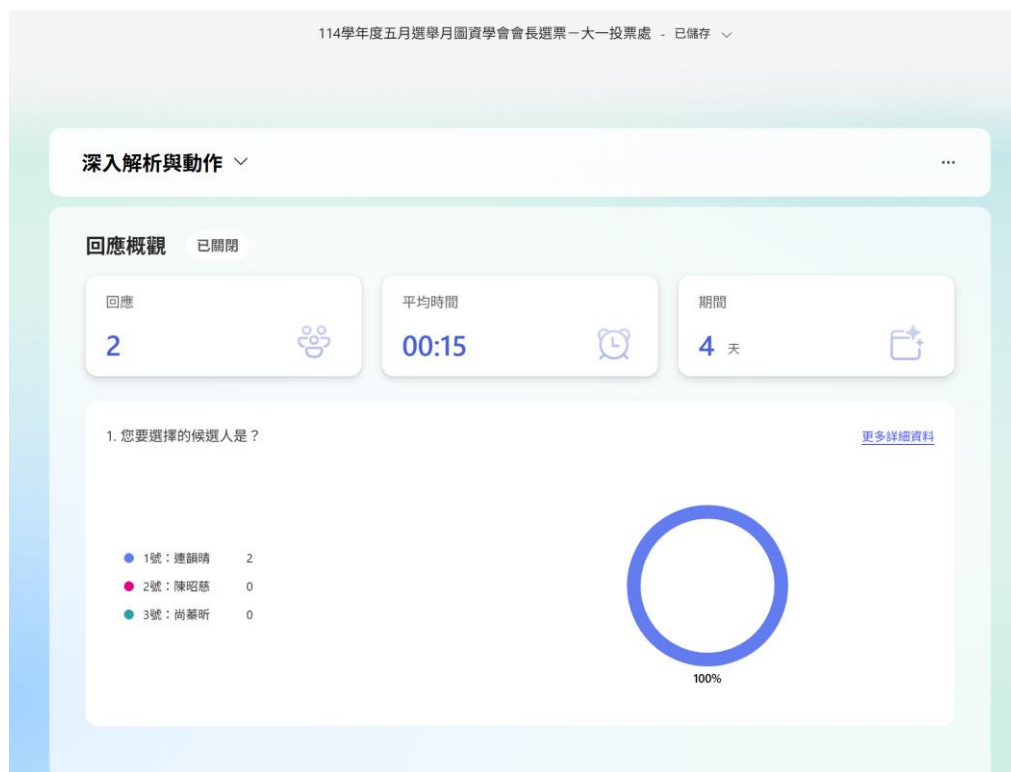 114學年度五月選舉月圖資學會會長選票－大一投票處 - 已儲存
深入解析與動作
...
回應概觀 已關閉
回應 平均時間 期間
2 00:15 4 天
1. 您要選擇的候選人是？ 更多詳細資料
1號：連韻晴 2
2號：陳昭慈 0
3號：尚蓁昕 0
100%